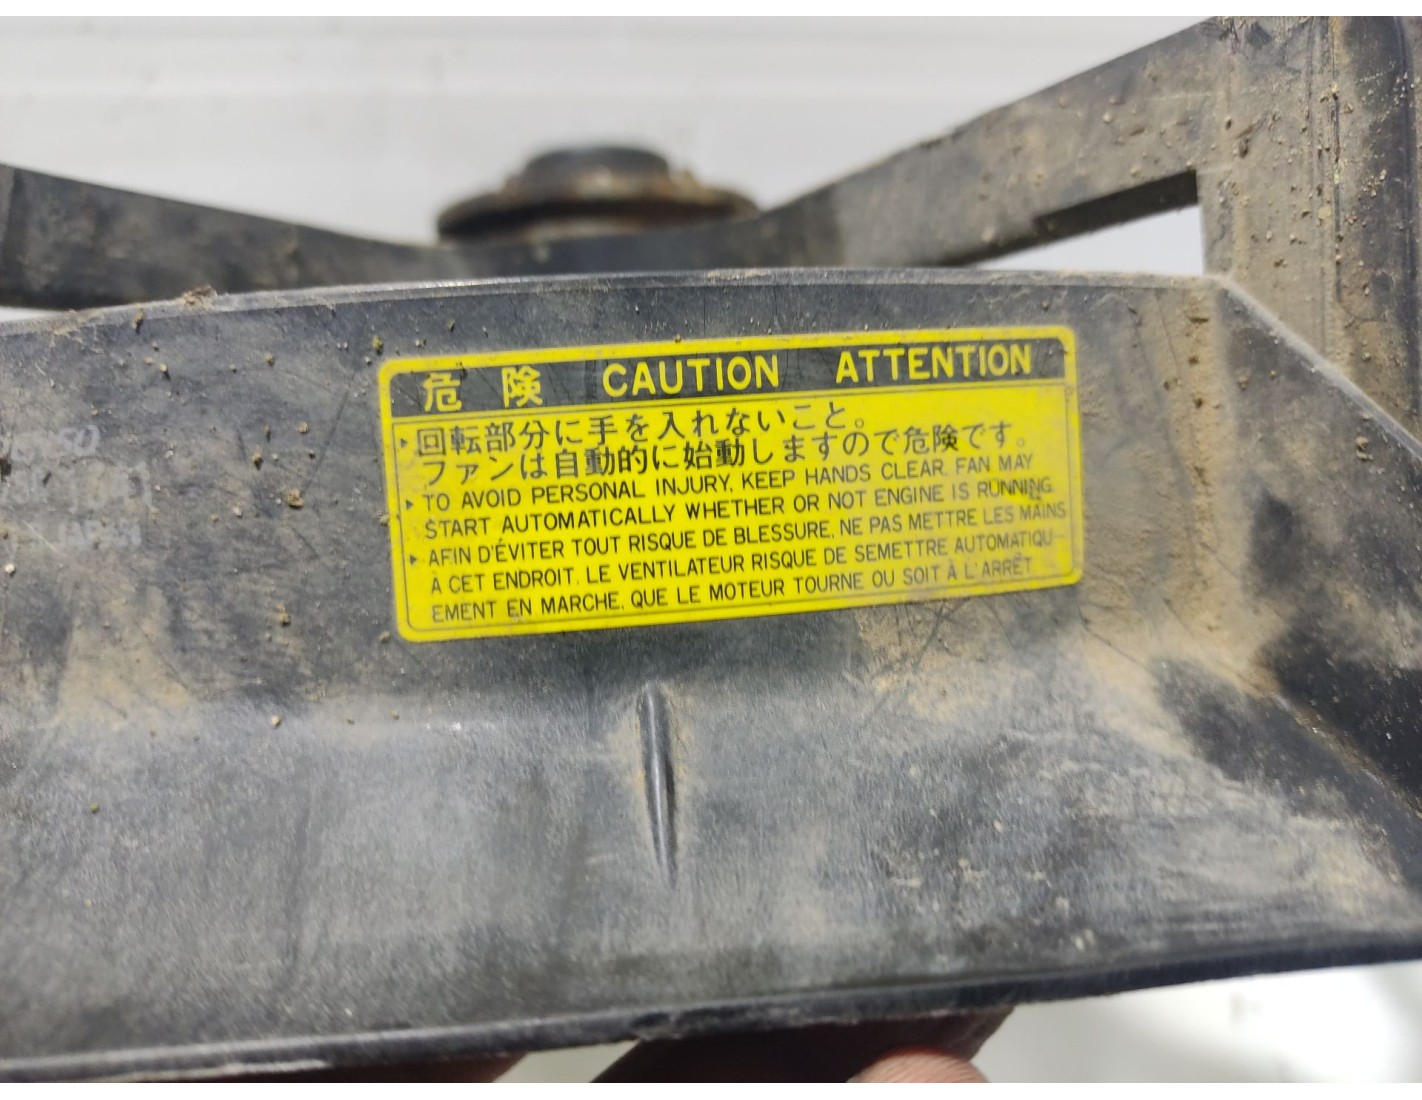 危険 CAUTION ATTENTION
▸回転部分に手を入れないこと。
ファンは自動的に始動しますので危険です。
▸TO AVOID PERSONAL INJURY, KEEP HANDS CLEAR. FAN MAY
START AUTOMATICALLY WHETHER OR NOT ENGINE IS RUNNING.
▸AFIN D'ÉVITER TOUT RISQUE DE BLESSURE, NE PAS METTRE LES MAINS
À CET ENDROIT. LE VENTILATEUR RISQUE DE SEMETTRE AUTOMATIQU-
EMENT EN MARCHE, QUE LE MOTEUR TOURNE OU SOIT À L'ARRÊT